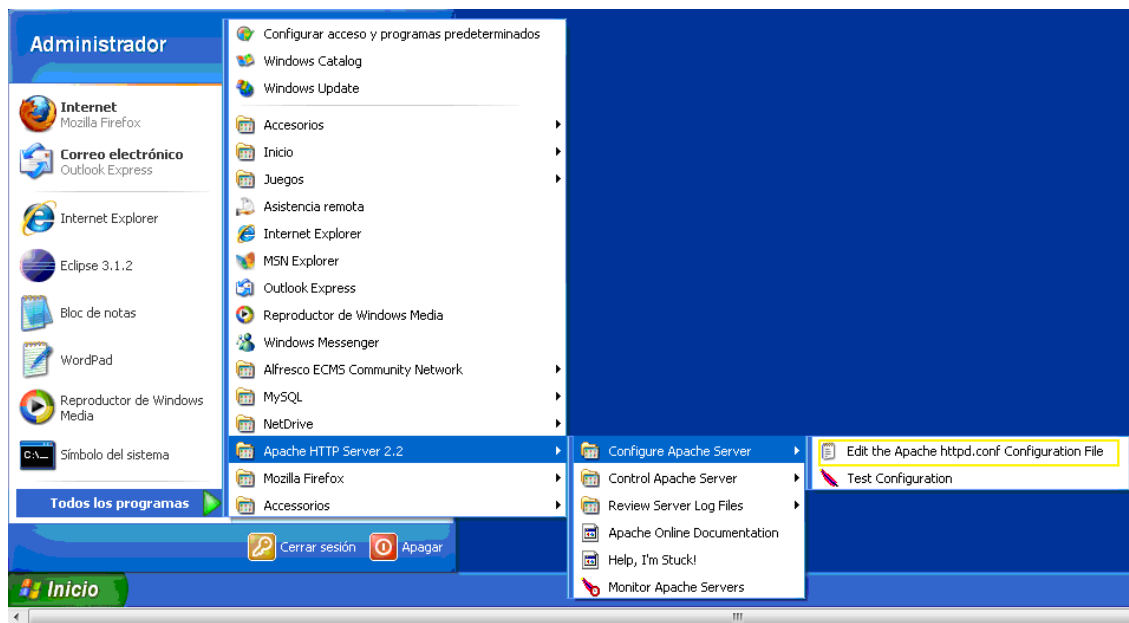 Administrador
Internet
Mozilla Firefox
Correo electrónico
Outlook Express
Internet Explorer
Eclipse 3.1.2
Bloc de notas
WordPad
Reproductor de Windows
Media
C:\_
Símbolo del sistema
Todos los programas
Configurar acceso y programas predeterminados
Windows Catalog
Windows Update
Accesorios
Inicio
Juegos
Asistencia remota
Internet Explorer
MSN Explorer
Outlook Express
Reproductor de Windows Media
Windows Messenger
Alfresco ECMS Community Network
MySQL
NetDrive
Apache HTTP Server 2.2
Mozilla Firefox
Accessorios
Configure Apache Server
Control Apache Server
Review Server Log Files
Apache Online Documentation
Help, I'm Stuck!
Monitor Apache Servers
Edit the Apache httpd.conf Configuration File
Test Configuration
Cerrar sesión
Apagar
Inicio